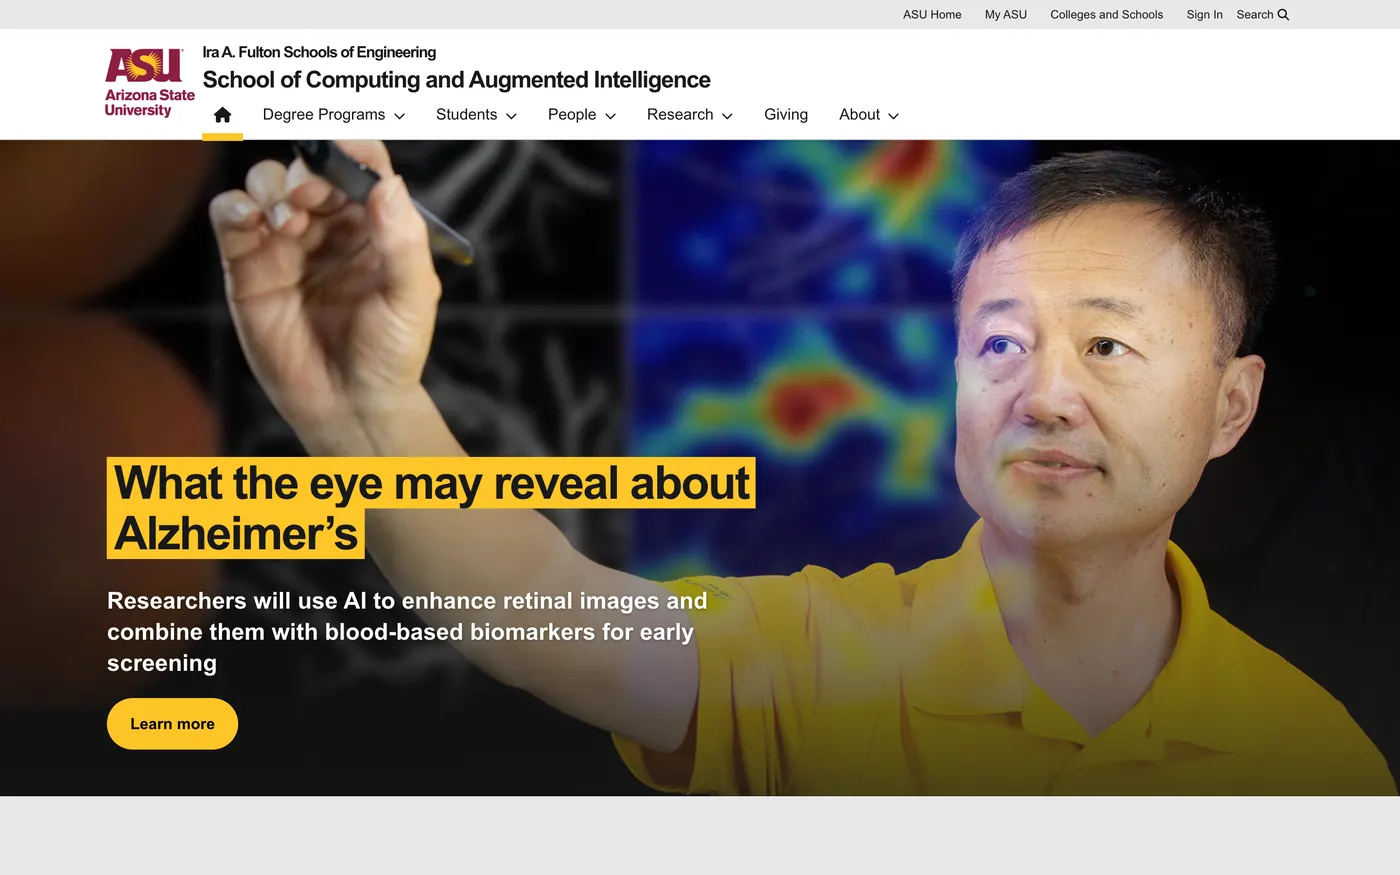 ASU Home
My ASU
Colleges and Schools
Sign In
Search
ASU
Arizona State
University
Ira A. Fulton Schools of Engineering
School of Computing and Augmented Intelligence
Degree Programs
Students
People
Research
Giving
About
What the eye may reveal about
Alzheimer’s
Researchers will use AI to enhance retinal images and
combine them with blood-based biomarkers for early
screening
Learn more